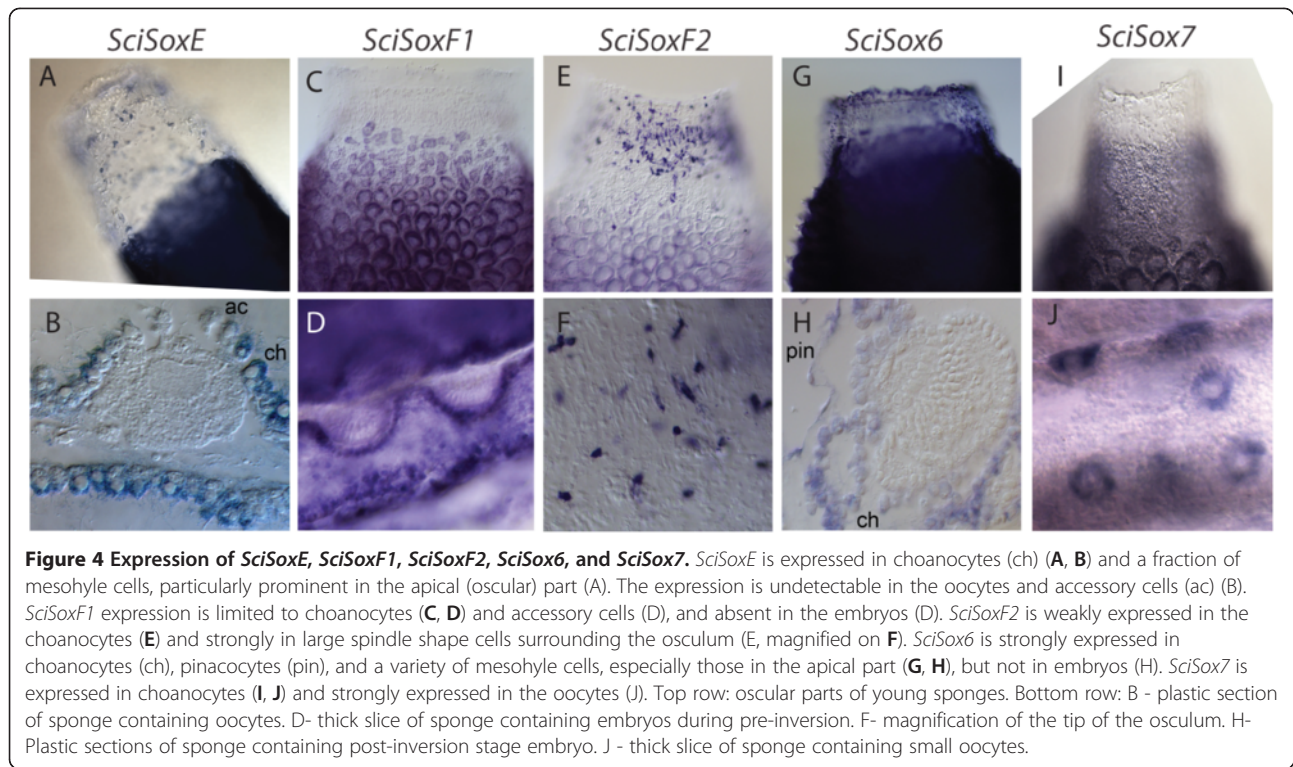 SciSoxE SciSoxF1 SciSoxF2 SciSox6 SciSox7
A C E G I
B ac ch D F H pin ch J
Figure 4 Expression of SciSoxE, SciSoxF1, SciSoxF2, SciSox6, and SciSox7. SciSoxE is expressed in choanocytes (ch) (A, B) and a fraction of
mesohyle cells, particularly prominent in the apical (oscular) part (A). The expression is undetectable in the oocytes and accessory cells (ac) (B).
SciSoxF1 expression is limited to choanocytes (C, D) and accessory cells (D), and absent in the embryos (D). SciSoxF2 is weakly expressed in the
choanocytes (E) and strongly in large spindle shape cells surrounding the osculum (E, magnified on F). SciSox6 is strongly expressed in
choanocytes (ch), pinacocytes (pin), and a variety of mesohyle cells, especially those in the apical part (G, H), but not in embryos (H). SciSox7 is
expressed in choanocytes (I, J) and strongly expressed in the oocytes (J). Top row: oscular parts of young sponges. Bottom row: B - plastic section
of sponge containing oocytes. D- thick slice of sponge containing embryos during pre-inversion. F- magnification of the tip of the osculum. H-
Plastic sections of sponge containing post-inversion stage embryo. J - thick slice of sponge containing small oocytes.